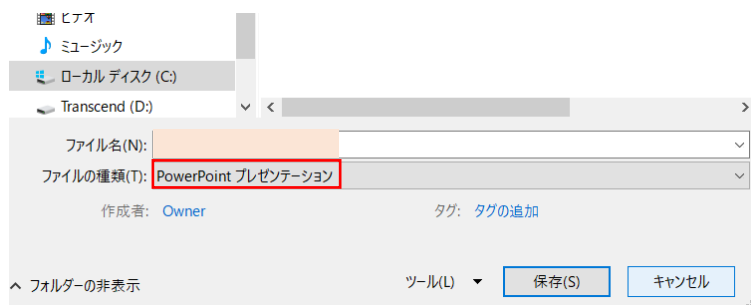 ビデオ
ミュージック
ローカル ディスク (C:)
Transcend (D:)
ファイル名(N):
ファイルの種類(T): PowerPoint プレゼンテーション
作成者: Owner タグ: タグの追加
フォルダーの非表示 ツール(L) 保存(S) キャンセル